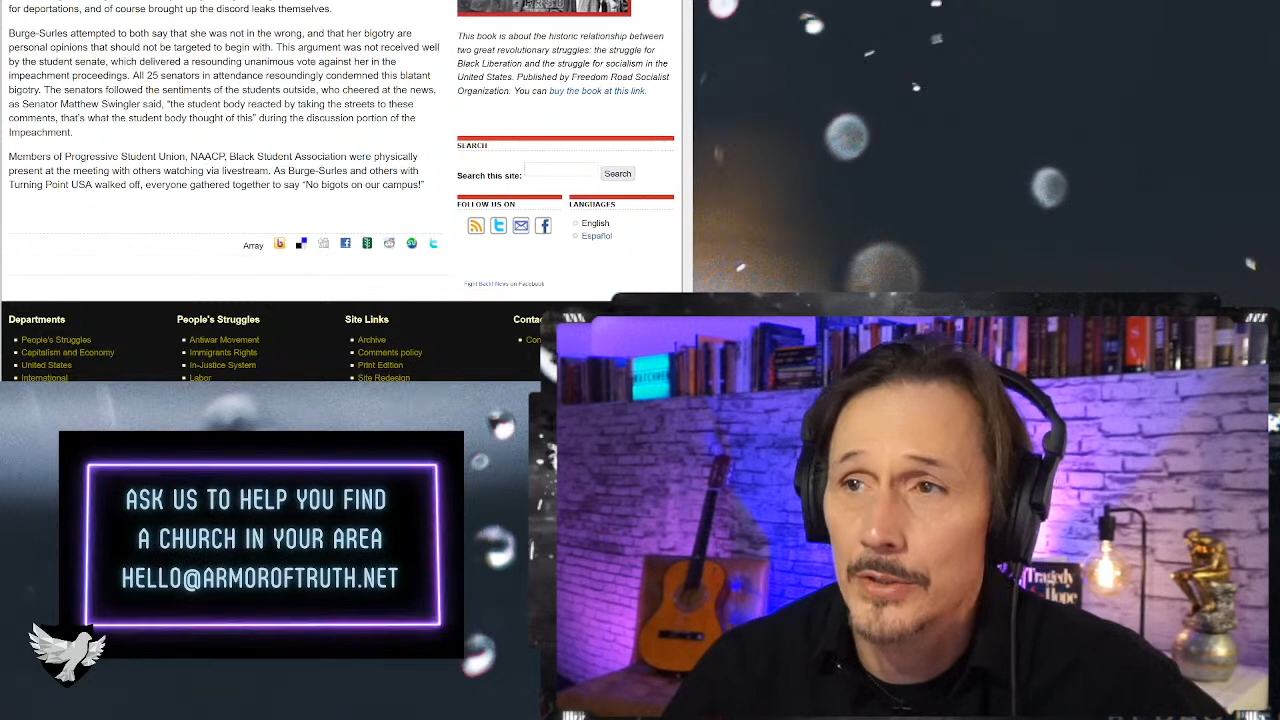 for deportations, and of course brought up the discord leaks themselves.
Burge-Surles attempted to both say that she was not in the wrong, and that her bigotry are
personal opinions that should not be targeted to begin with. This argument was not received well
by the student senate, which delivered a resounding unanimous vote against her in the
impeachment proceedings. All 25 senators in attendance resoundingly condemned this blatant
bigotry. The senators followed the sentiments of the students outside, who cheered at the news,
as Senator Matthew Swingler said, “the student body reacted by taking the streets to these
comments, that’s what the student body thought of this” during the discussion portion of the
Impeachment.
Members of Progressive Student Union, NAACP, Black Student Association were physically
present at the meeting with others watching via livestream. As Burge-Surles and others with
Turning Point USA walked off, everyone gathered together to say “No bigots on our campus!”
Array
This book is about the historic relationship between
two great revolutionary struggles: the struggle for
Black Liberation and the struggle for socialism in the
United States. Published by Freedom Road Socialist
Organization. You can buy the book at this link.
SEARCH
Search this site:
Search
FOLLOW US ON
LANGUAGES
English
Español
Fight Back! News on Facebook
Departments
People's Struggles
Capitalism and Economy
United States
International
People's Struggles
Antiwar Movement
Immigrants Rights
In-Justice System
Labor
Site Links
Archive
Comments policy
Print Edition
Site Redesign
Conta
Con
ASK US TO HELP YOU FIND
A CHURCH IN YOUR AREA
HELLO@ARMOROFTRUTH.NET
Tragedy
Hope